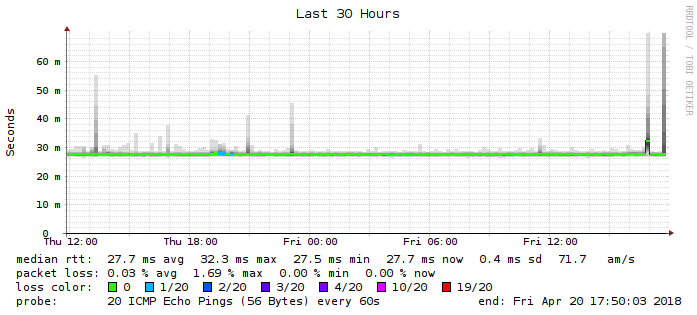 Last 30 Hours
RRDTOOL / TOBI OETIKER
Seconds
60 m
50 m
40 m
30 m
20 m
10 m
0
Thu 12:00 Thu 18:00 Fri 00:00 Fri 06:00 Fri 12:00
median rtt: 27.7 ms avg 32.3 ms max 27.5 ms min 27.7 ms now 0.4 ms sd 71.7 am/s
packet loss: 0.03 % avg 1.69 % max 0.00 % min 0.00 % now
loss color: 0 1/20 2/20 3/20 4/20 10/20 19/20
probe: 20 ICMP Echo Pings (56 Bytes) every 60s end: Fri Apr 20 17:50:03 2018